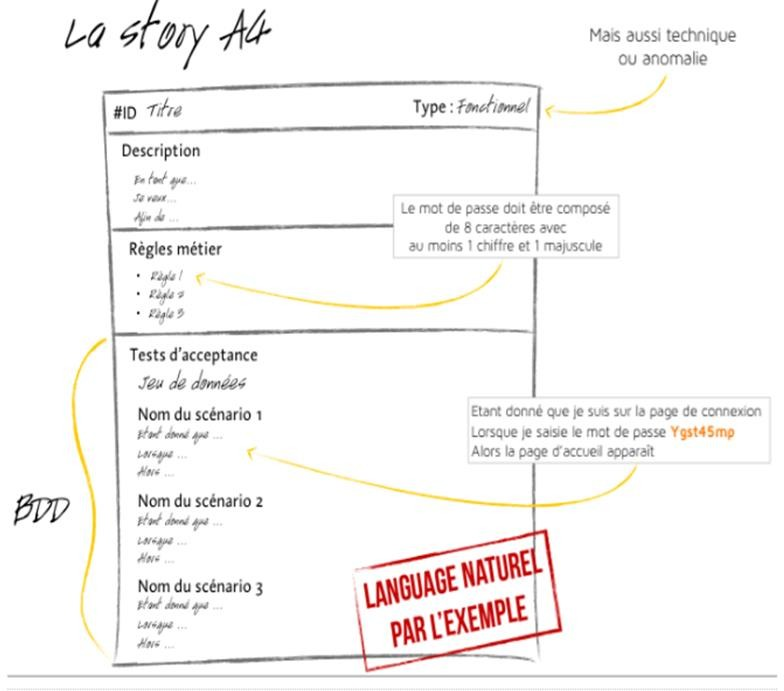 La story A4
Mais aussi technique
ou anomalie
#ID Titre
Type : Fonctionnel
Description
En tant que...
Je veux...
Afin de ...
Le mot de passe doit être composé
de 8 caractères avec
au moins 1 chiffre et 1 majuscule
Règles métier
• Règle 1
• Règle 2
• Règle 3
Tests d'acceptance
Jeu de données
Nom du scénario 1
Etant donné que ...
Lorsque ...
Alors ...
Etant donné que je suis sur la page de connexion
Lorsque je saisie le mot de passe Ygst45mp
Alors la page d'accueil apparaît
BDD
Nom du scénario 2
Etant donné que ...
Lorsque ...
Alors ...
Nom du scénario 3
Etant donné que ...
Lorsque ...
Alors ...
LANGUAGE NATUREL
PAR L'EXEMPLE